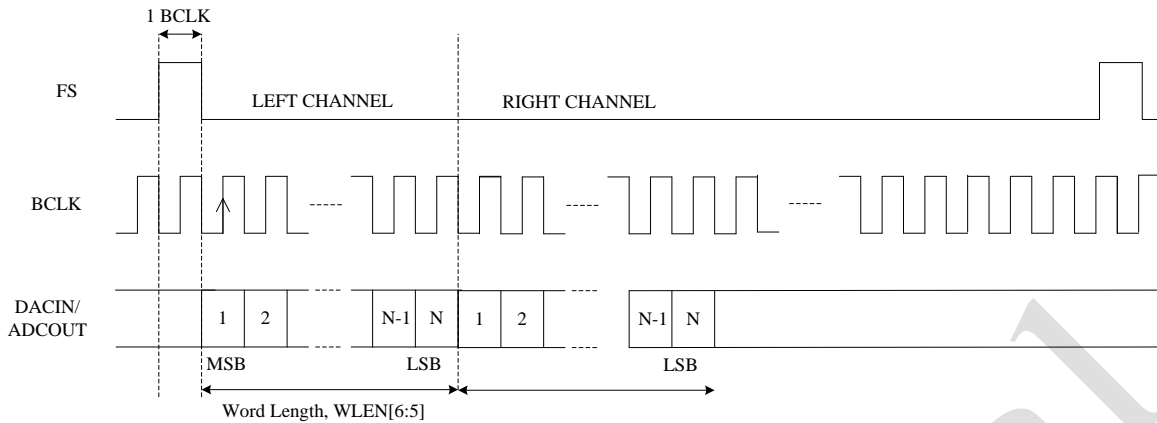 1 BCLK
FS
LEFT CHANNEL
RIGHT CHANNEL
BCLK
DACIN/
ADCOUT
1 2 N-1 N 1 2 N-1 N
MSB LSB LSB
Word Length, WLEN[6:5]